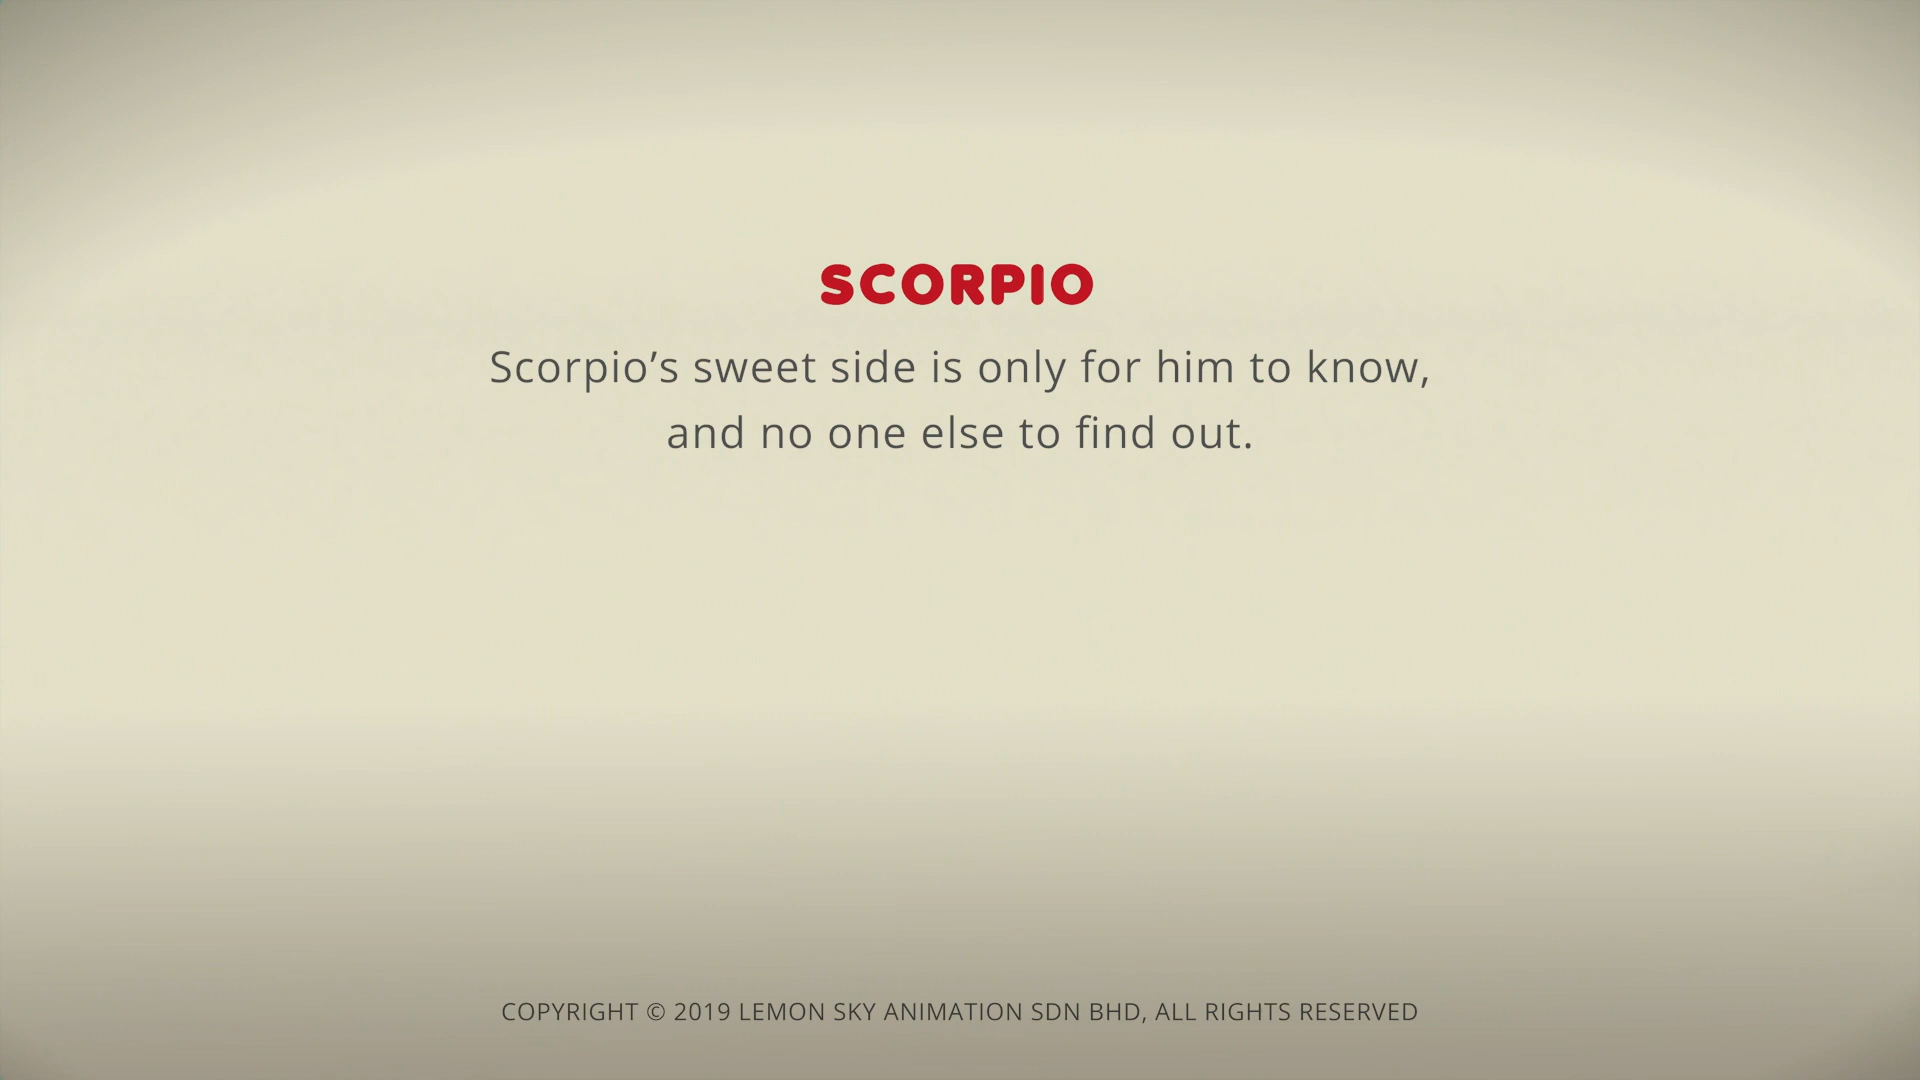 SCORPIO
Scorpio’s sweet side is only for him to know,
and no one else to find out.
COPYRIGHT © 2019 LEMON SKY ANIMATION SDN BHD, ALL RIGHTS RESERVED